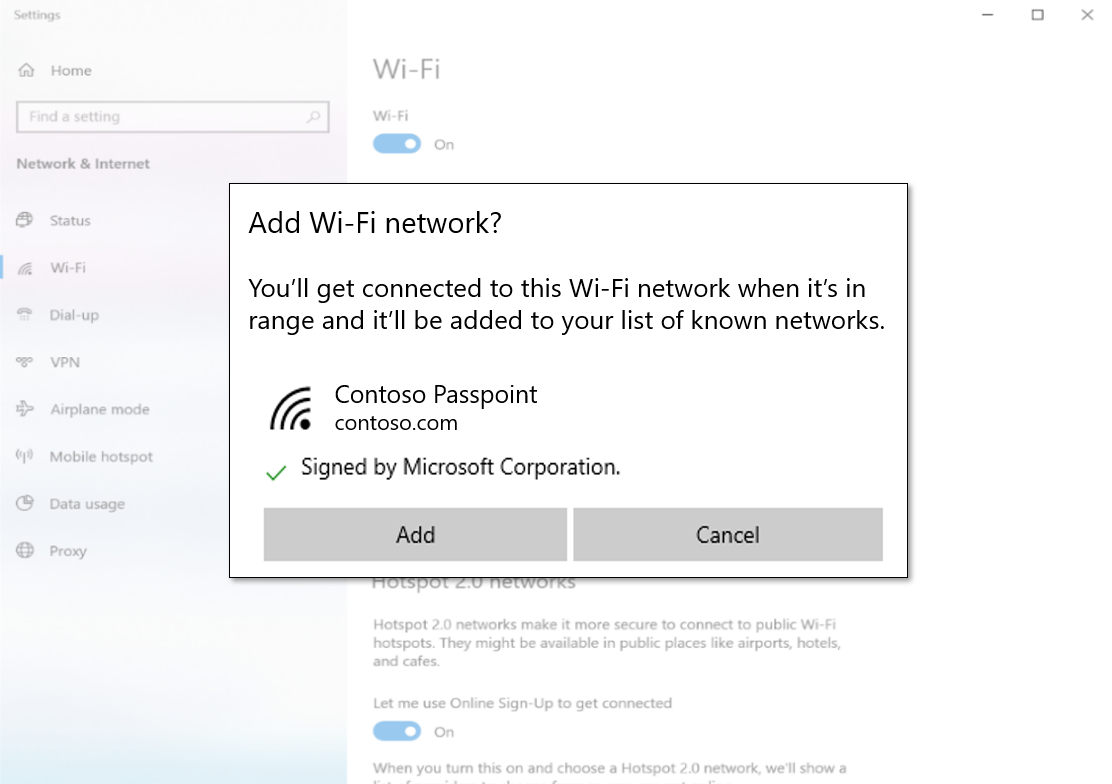 Settings
Home
Find a setting
Network & Internet
Status
Wi-Fi
Dial-up
VPN
Airplane mode
Mobile hotspot
Data usage
Proxy
Wi-Fi
Wi-Fi
On
Add Wi-Fi network?
You’ll get connected to this Wi-Fi network when it’s in
range and it’ll be added to your list of known networks.
Contoso Passpoint
contoso.com
Signed by Microsoft Corporation.
Add
Cancel
Hotspot 2.0 networks
Hotspot 2.0 networks make it more secure to connect to public Wi-Fi
hotspots. They might be available in public places like airports, hotels,
and cafes.
Let me use Online Sign-Up to get connected
On
When you turn this on and choose a Hotspot 2.0 network, we'll show a